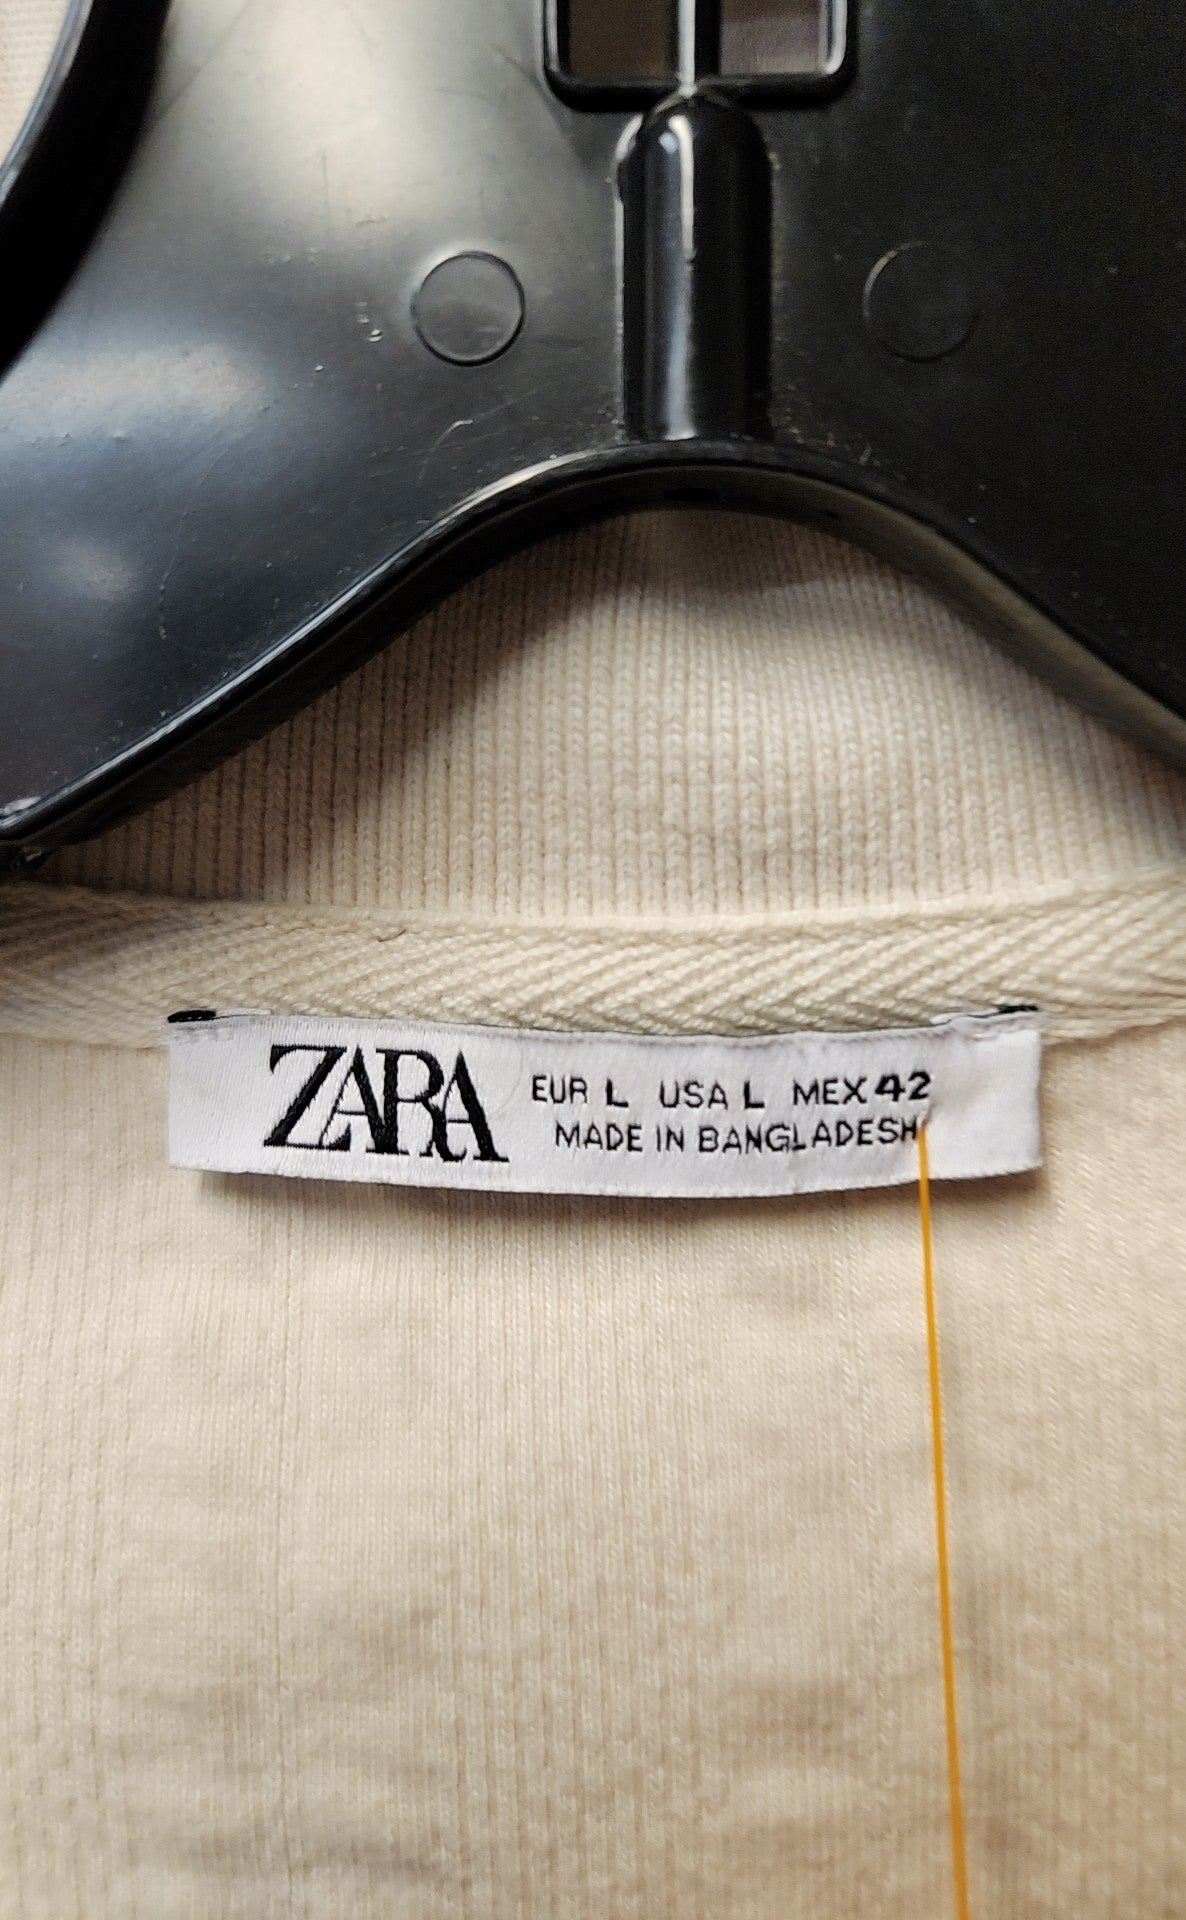 ZARA
EUR L USA L MEX 42
MADE IN BANGLADESH